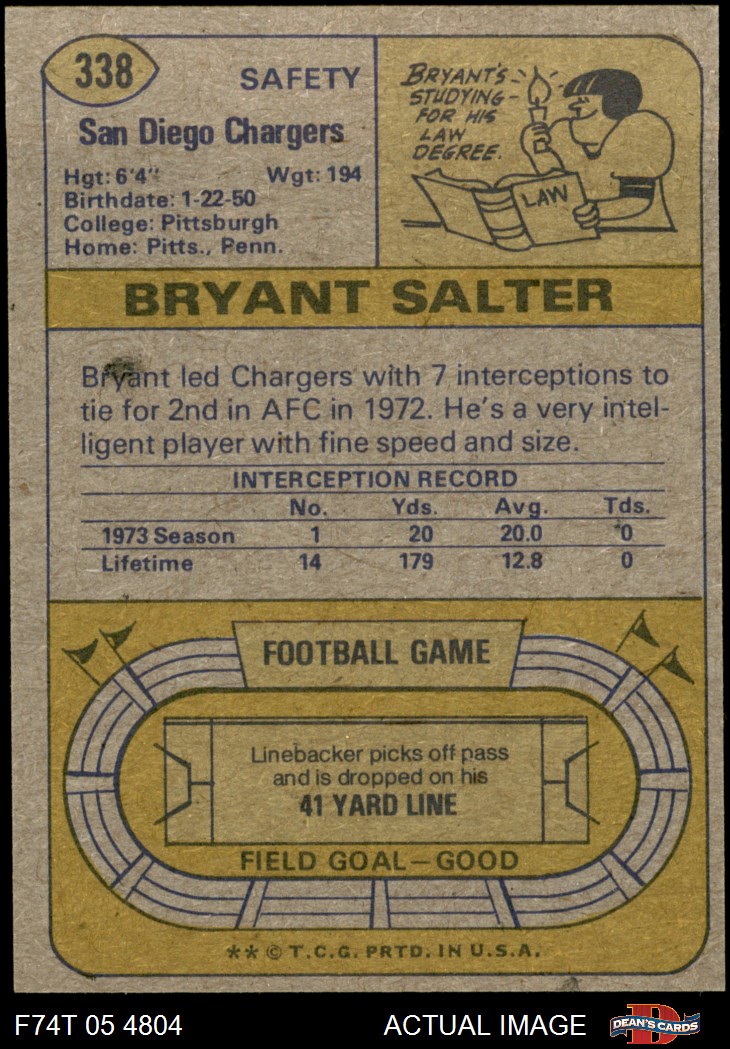 338
SAFETY
San Diego Chargers
Hgt: 6'4" Wgt: 194
Birthdate: 1-22-50
College: Pittsburgh
Home: Pitts., Penn.
BRYANT'S
STUDYING-
FOR HIS
LAW
DEGREE.
LAW
BRYANT SALTER
Bryant led Chargers with 7 interceptions to
tie for 2nd in AFC in 1972. He's a very intel-
ligent player with fine speed and size.
INTERCEPTION RECORD
No. Yds. Avg. Tds.
1973 Season 1 20 20.0 0
Lifetime 14 179 12.8 0
FOOTBALL GAME
Linebacker picks off pass
and is dropped on his
41 YARD LINE
FIELD GOAL—GOOD
** © T.C.G. PRTD. IN U.S.A.
F74T 05 4804 ACTUAL IMAGE
DEAN'S CARDS